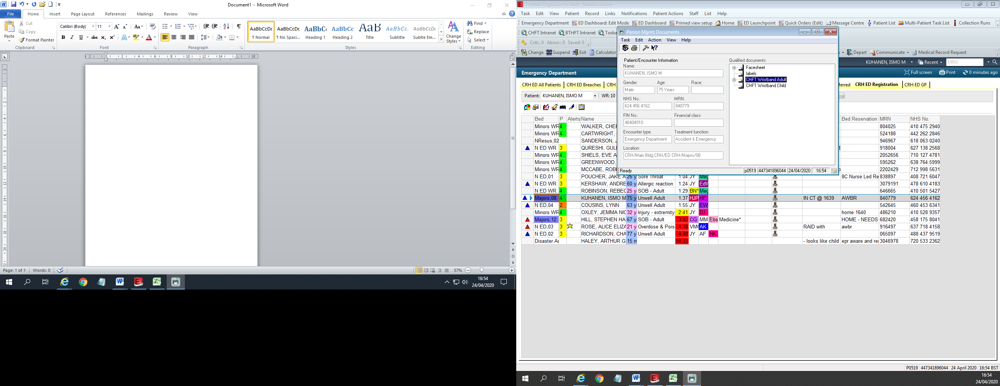 Document1 - Microsoft Word
File Home Insert Page Layout References Mailings Review View
Paste Cut Copy Format Painter Clipboard
Calibri (Body) 11 Font
Paragraph
AaBbCcDc ¶ Normal
AaBbCcDc ¶ No Spaci...
AaBbC Heading 1
AaBbCc Heading 2
AaB Title
AaBbCc. Subtitle
AaBbCcDc Subtle Em...
Change Styles
Styles
Find Replace Select Editing
Page: 1 of 1 Words: 0 57%
16:54
24/04/2020
FirstNet Organiser for Stott, Natalie Leanne
Task Edit View Patient Record Links Notifications Patient Actions Staff List Help
Emergency Department ED Dashboard: Edit Mode ED Dashboard Primed view setup Home ED Launchpoint Quick Orders (Edit) Message Centre Patient List Multi-Patient Task List Collection Runs
CHFT Intranet BTHFT Intranet Toxba
Criti.: 0 Abnor.: 0 Saved: 0
Change Suspend Exit Calculator Depart Communicate Medical Record Request
KUHANEN, ISMO M Recent MRN
Emergency Department Full screen Print 0 minutes ago
CRH ED All Patients CRH ED Breaches CRH ferred CRH ED Registration CRH ED GP
Patient: KUHANEN, ISMO M WR: 10
Person Mgmt: Documents
Task Edit Action View Help
Patient/Encounter Information
Name:
KUHANEN, ISMO M
Gender: Age: Race:
Male 75 Years
NHS No.: MRN:
624 456 4162 840779
FIN No.: Financial class:
46404910
Encounter type: Treatment function:
Emergency Department Accident & Emergency
Location:
CRH/Main Bldg CRH/ED CRH/Majors/08
Qualified documents:
Facesheet
labels
CHFT Wristband Adult
CHFT Wristband Child
Ready p0519 447341896044 24/04/2020 16:54
Bed P Alerts Name Bed Reservation MRN NHS No.
Minors WR 4 WALKER, CHER 804025 410 475 2940
Minors WR 4 CARTWRIGHT, 524188 442 262 2846
NResus,02 SANDERSON, J 946967 618 063 0240
N ED WR 3 QURESHI, GUL 918004 627 138 2568
Minors WR 4 SHIELS, EVE A 2052656 710 127 4781
Minors WR 4 GREENWOOD, 595262 638 764 5999
Minors WR 4 MCCABE, ROB 2202429 712 998 5631
N ED,01 3 POUCHER, JAKE A 26 y Sore Throat 1:04 JY Meg 8C Nurse Led Re 838897 408 721 6047
N ED WR 3 KERSHAW, ANDRE 60 y Allergic reaction 1:24 JY EdW 3079191 478 610 4183
N ED WR 4 ROBINSON, REBEC 25 y SOB - Adult 1:29 BN* Meg 646665 410 501 5427
Majors,08 4 KUHANEN, ISMO M 75 y Unwell Adult 1:37 HJP HF, IN CT @ 1639 AWBR 840779 624 456 4162
N ED,04 2 COUSINS, LYNN 63 y Unwell Adult 1:55 JY EW 542645 460 453 6341
Minors WR 4 OXLEY, JEMMA NIC 32 y Injury - extremity 2:41 JY DJ home 1640 486210 410 528 9357
Majors,12 3 HILL, STEPHEN HA 67 y SOB - Adult 3:03 CG MM Ebs Medicine* HOME - NEEDS 682420 458 175 8041
N ED,03 3 ROSE, ALICE ELIZA 21 y Overdose & Pois 4:18 VMC AK RAID with awbr 916497 637 718 4158
N ED,02 3 RICHARDSON, CHA 77 y Unwell Adult 4:40 JY AF HK 065097 488 437 9519
Disaster Ar HALEY, ARTHUR G 15 m 98:33 - looks like child epr aware and rei 3046978 720 533 2362
P0519 447341896044 24 April 2020 16:54 BST
16:54
24/04/2020